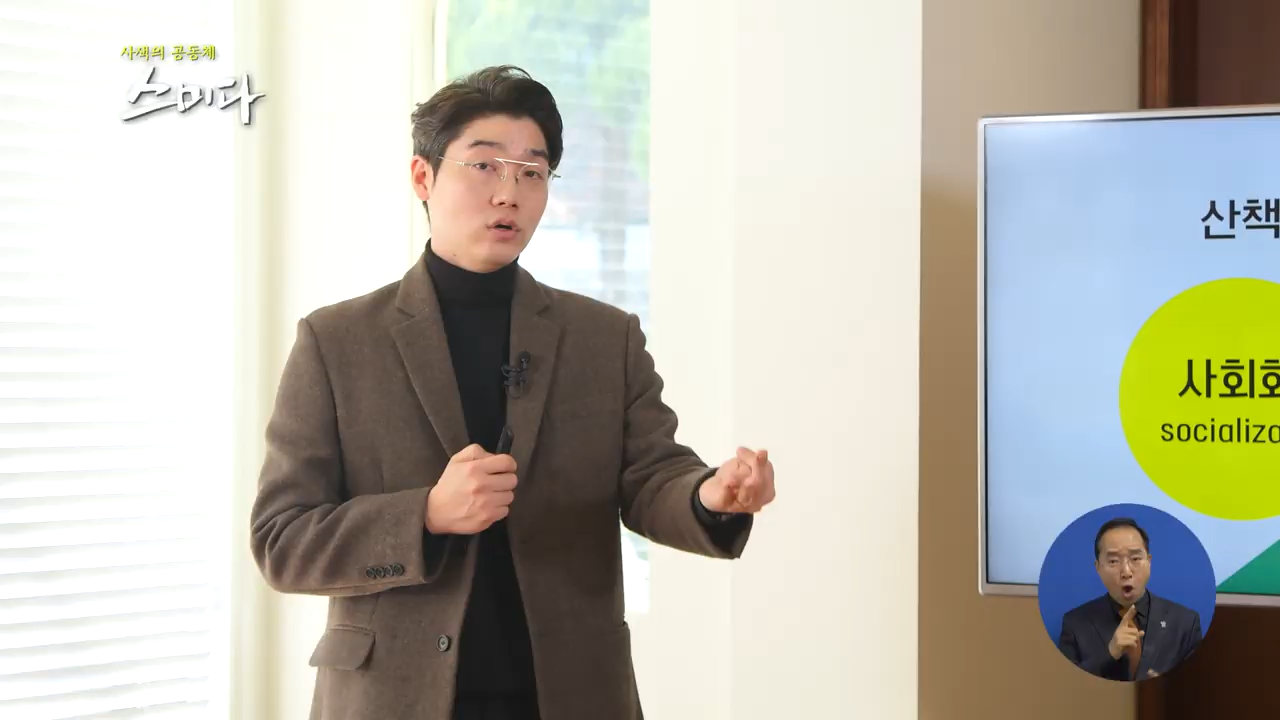 사색의 공동체
스미다
산책
사회화
socializa